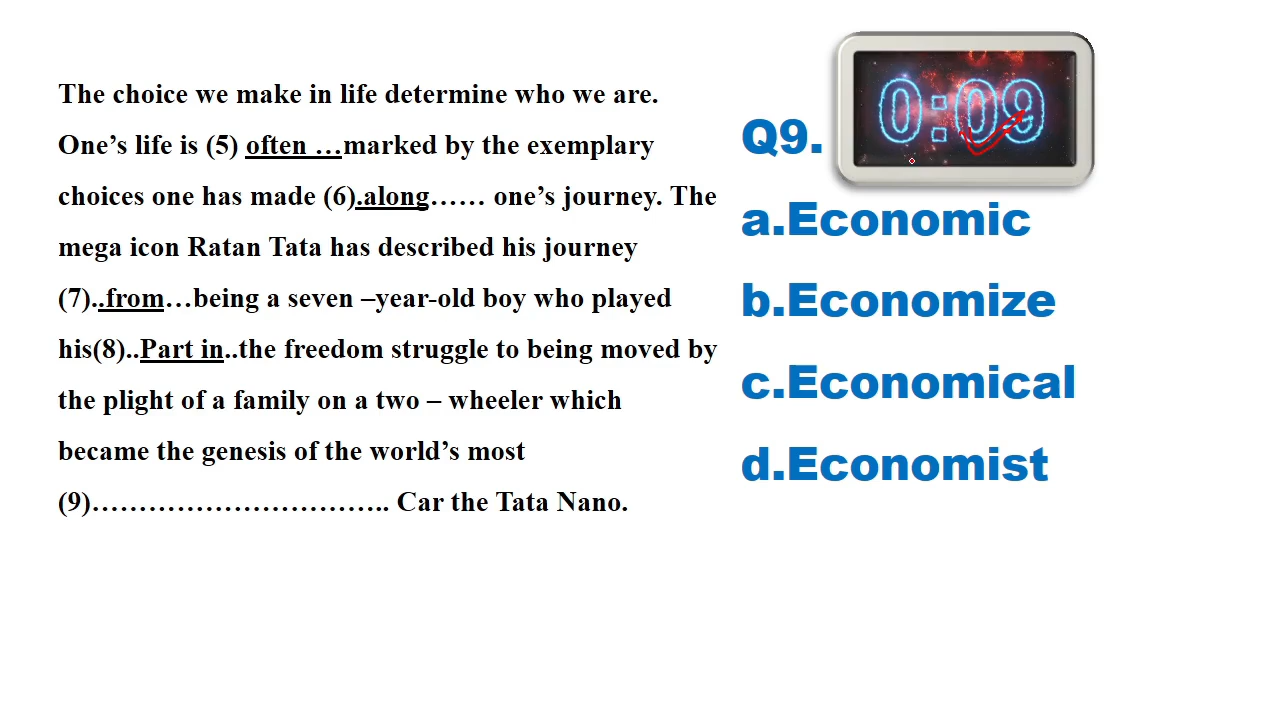 The choice we make in life determine who we are.
One’s life is (5) often …marked by the exemplary
choices one has made (6).along…… one’s journey. The
mega icon Ratan Tata has described his journey
(7)..from…being a seven –year-old boy who played
his(8)..Part in..the freedom struggle to being moved by
the plight of a family on a two – wheeler which
became the genesis of the world’s most
(9)………………………….. Car the Tata Nano.
Q9.
0:09
a.Economic
b.Economize
c.Economical
d.Economist